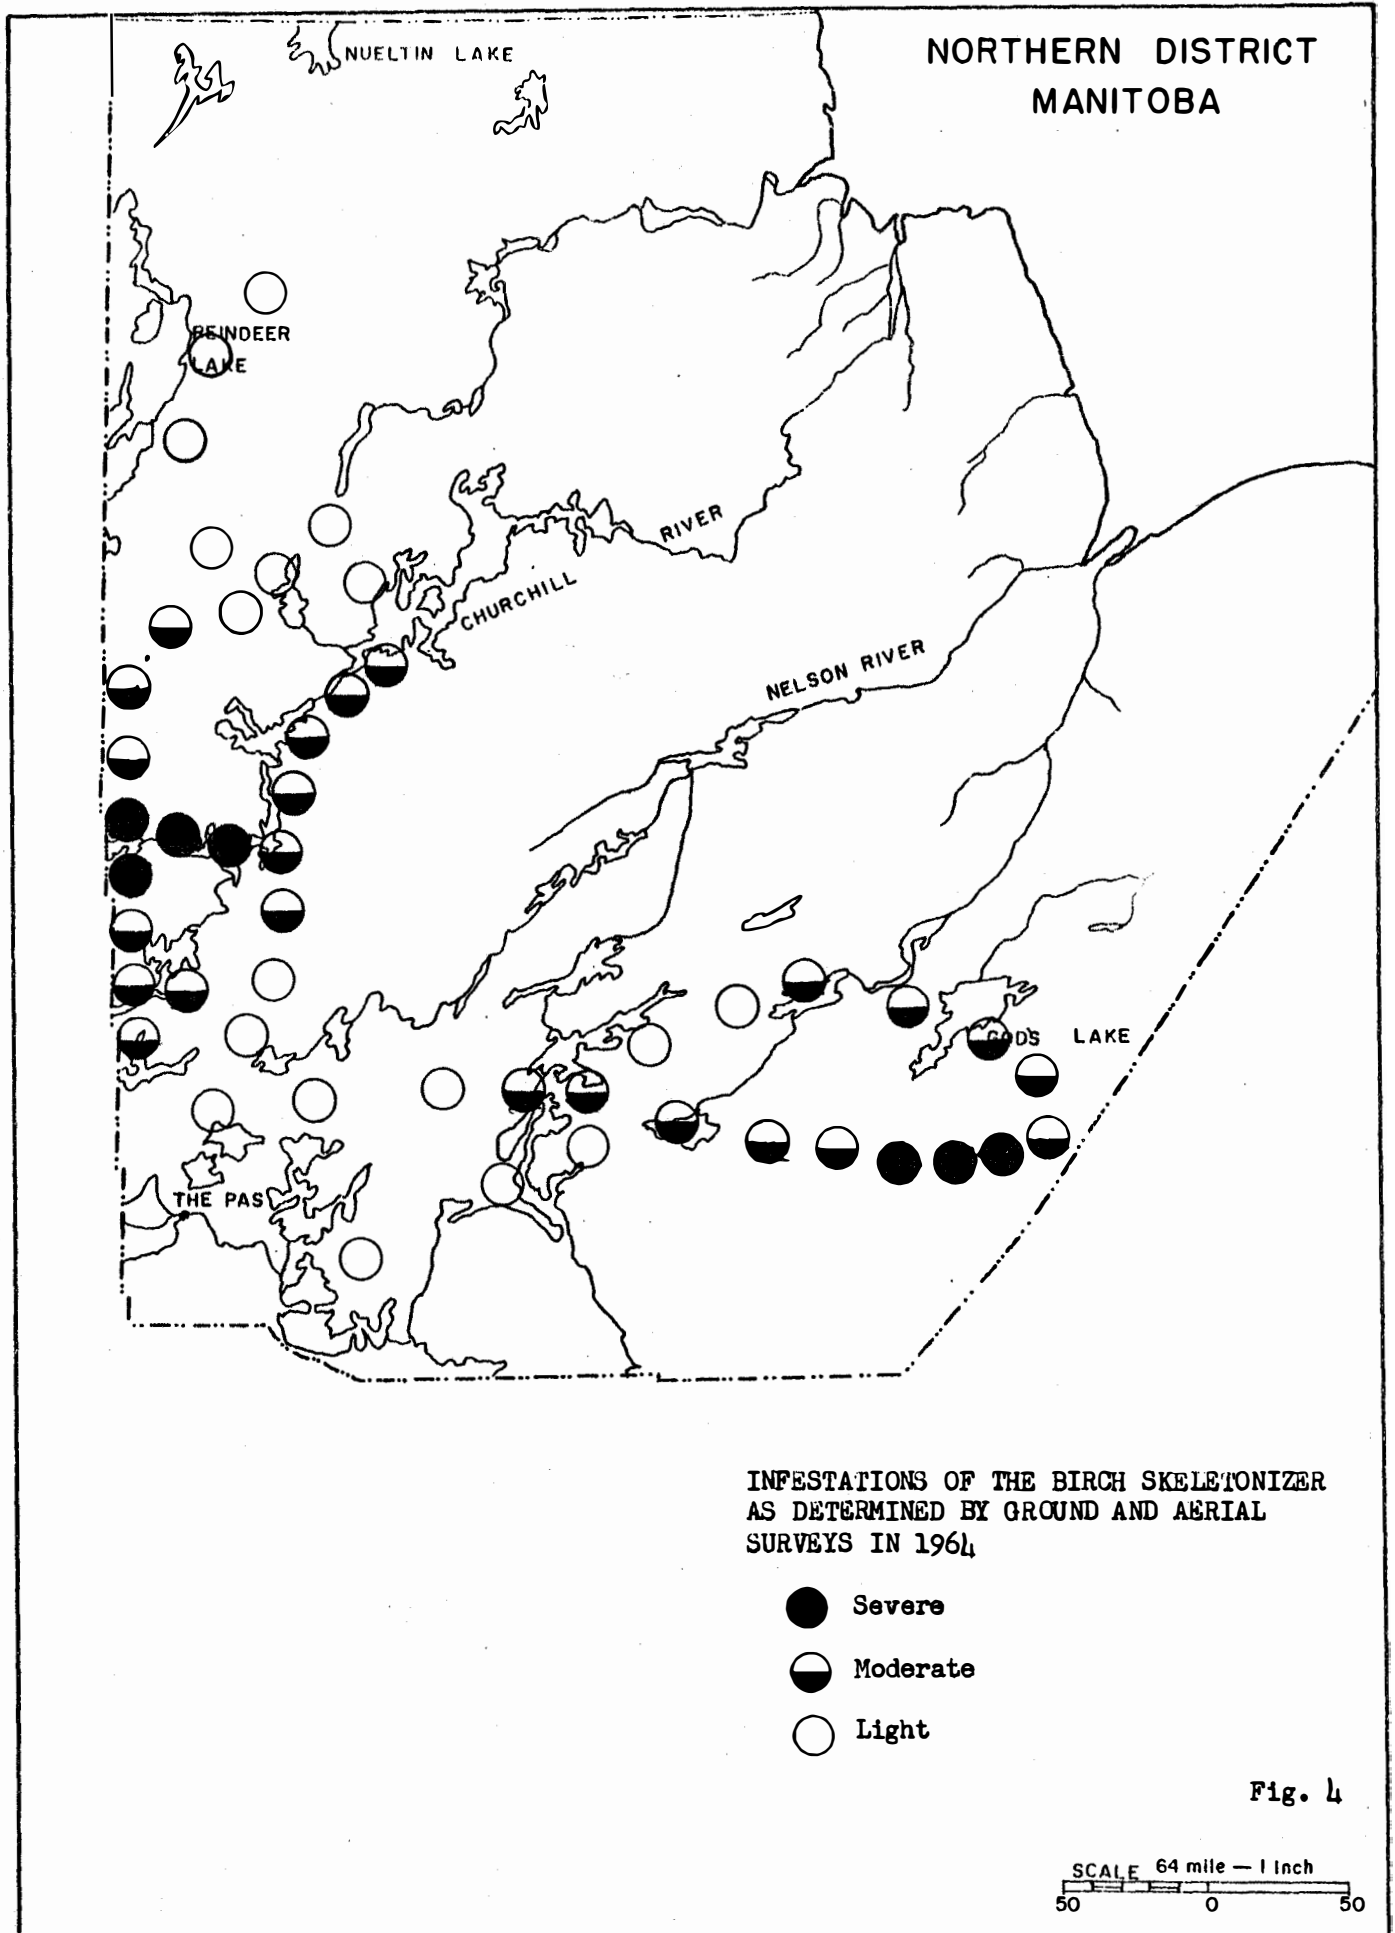 NORTHERN DISTRICT
MANITOBA
NUELTIN LAKE
REINDEER
LAKE
CHURCHILL RIVER
NELSON RIVER
GODS LAKE
THE PAS
INFESTATIONS OF THE BIRCH SKELETONIZER
AS DETERMINED BY GROUND AND AERIAL
SURVEYS IN 1964
Severe
Moderate
Light
Fig. 4
SCALE 64 mile — 1 Inch
50 0 50